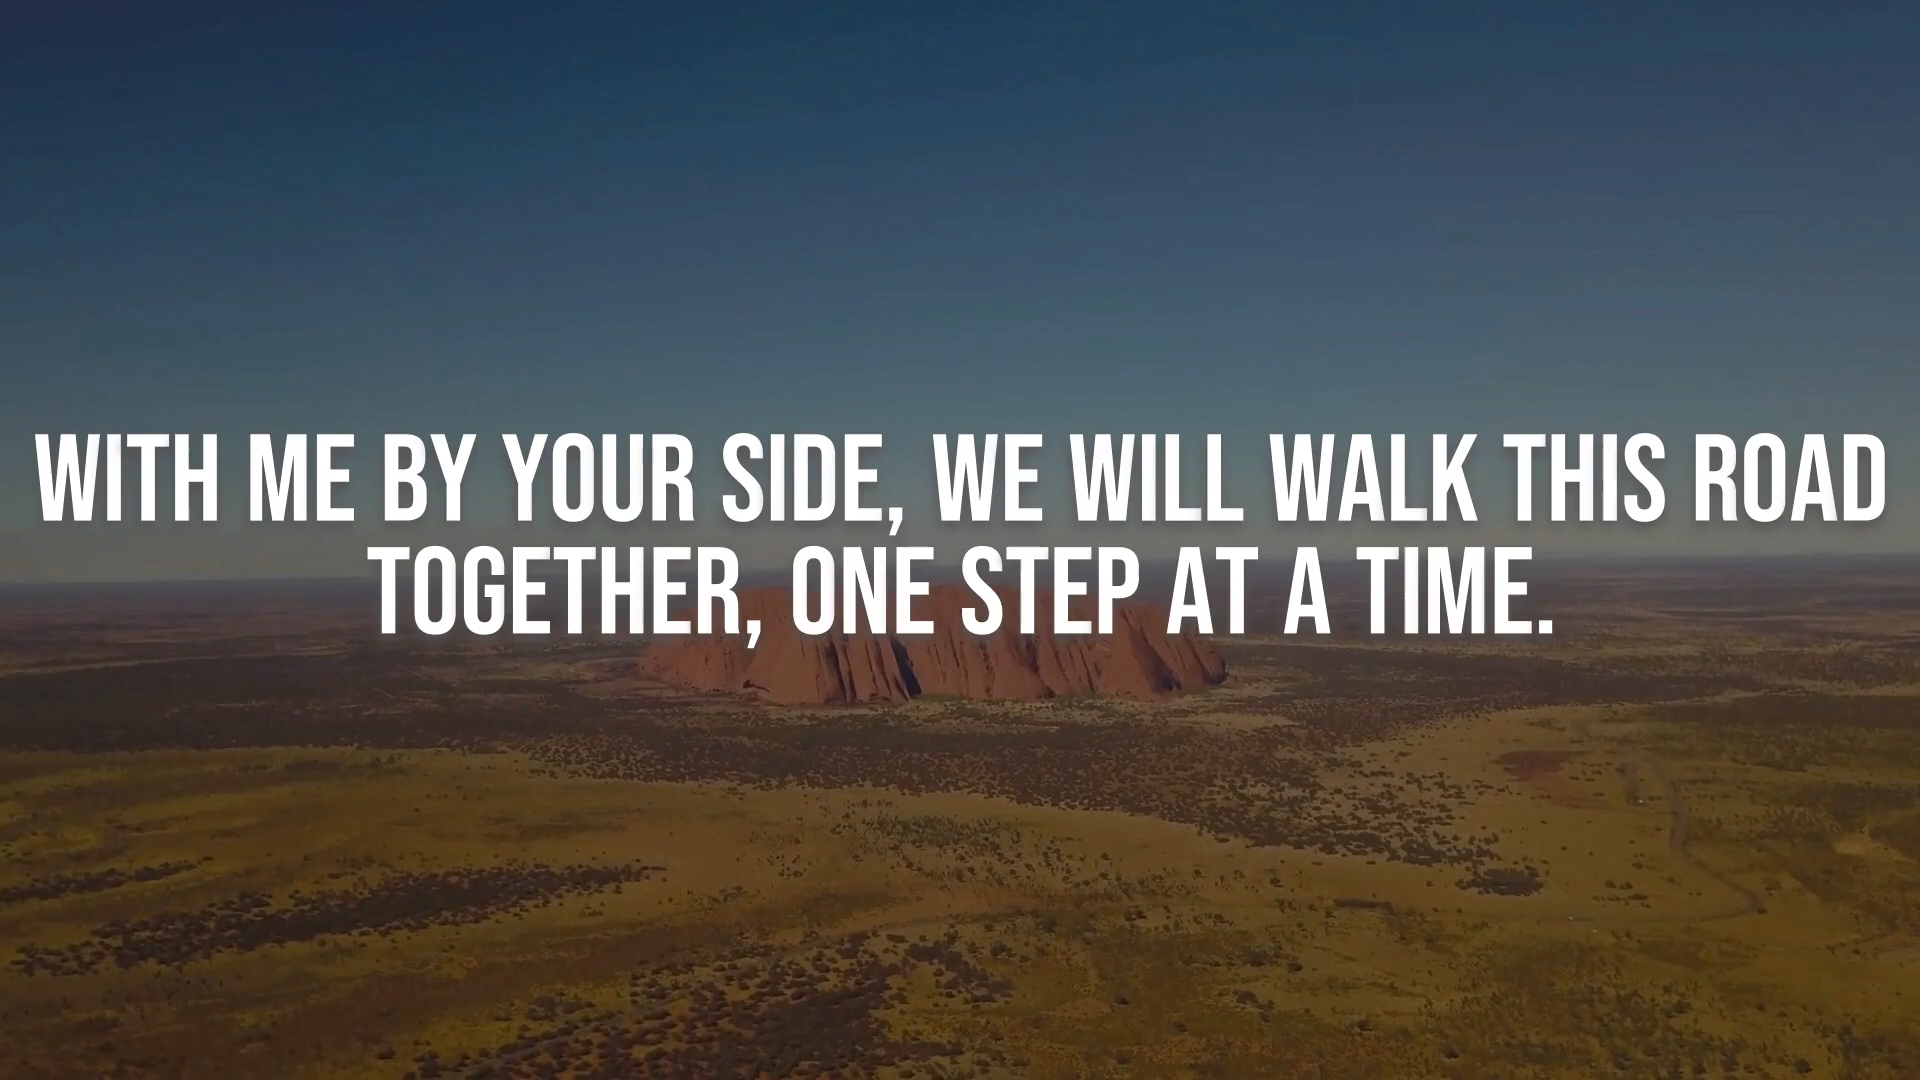 WITH ME BY YOUR SIDE, WE WILL WALK THIS ROAD
TOGETHER, ONE STEP AT A TIME.